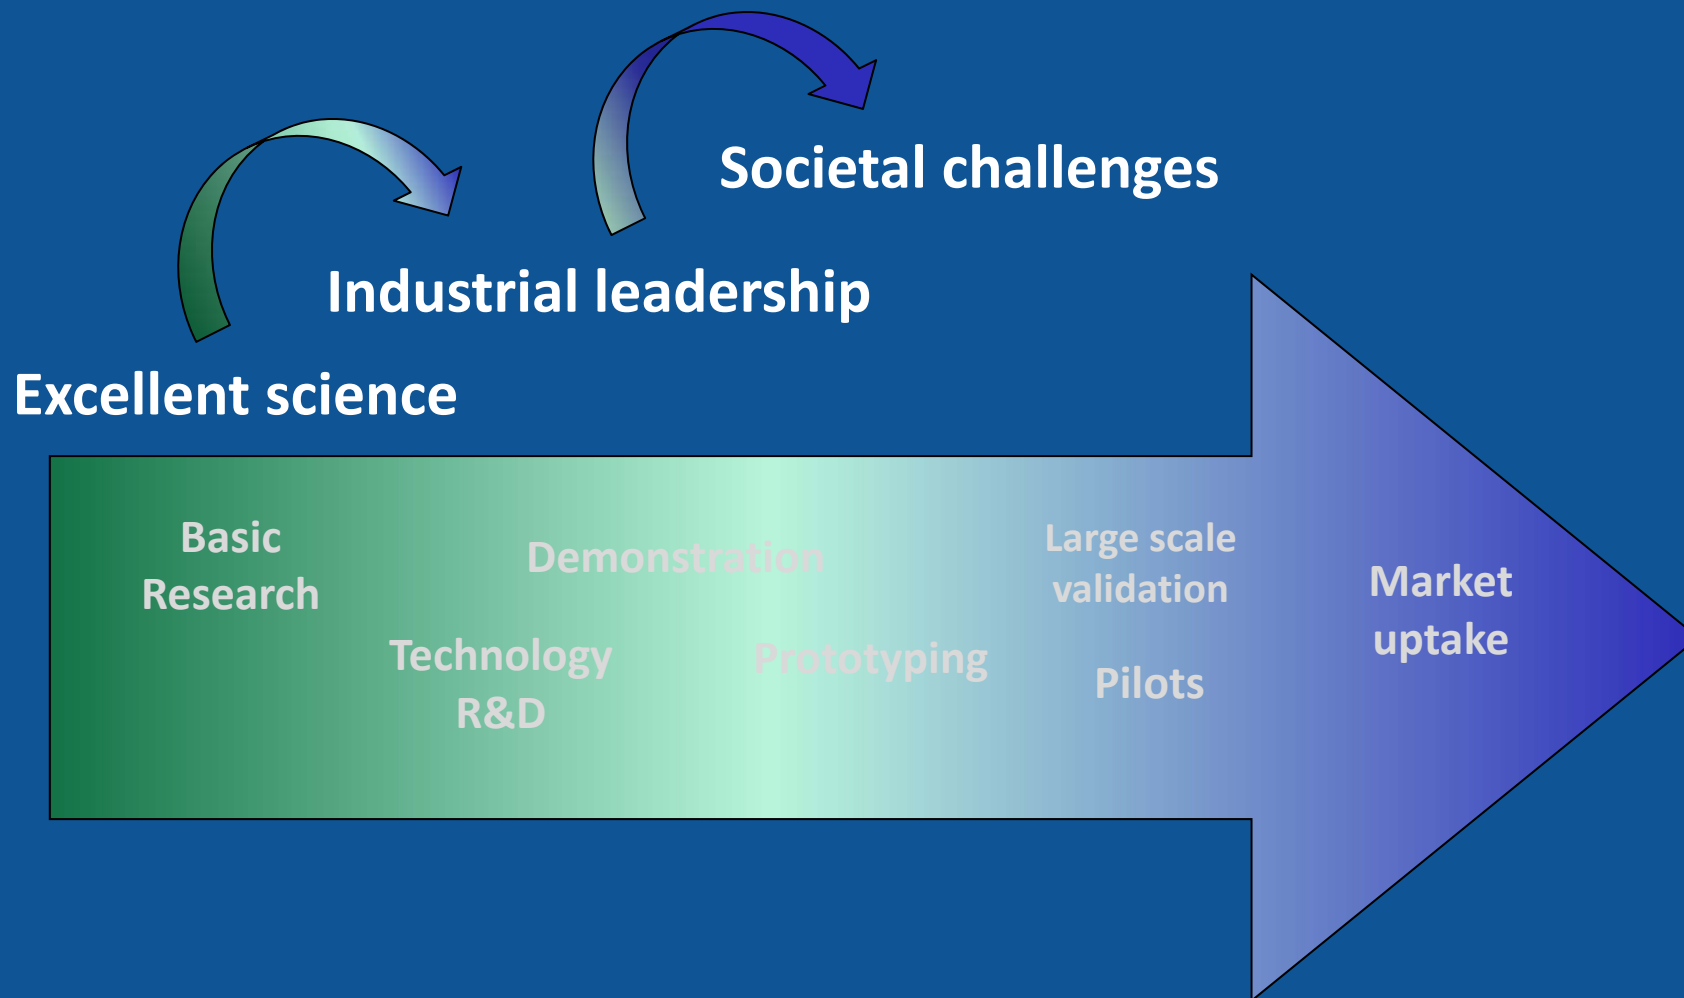 Societal challenges
Industrial leadership
Excellent science
Basic
Research
Demonstration
Technology
R&D
Prototyping
Large scale
validation
Pilots
Market
uptake